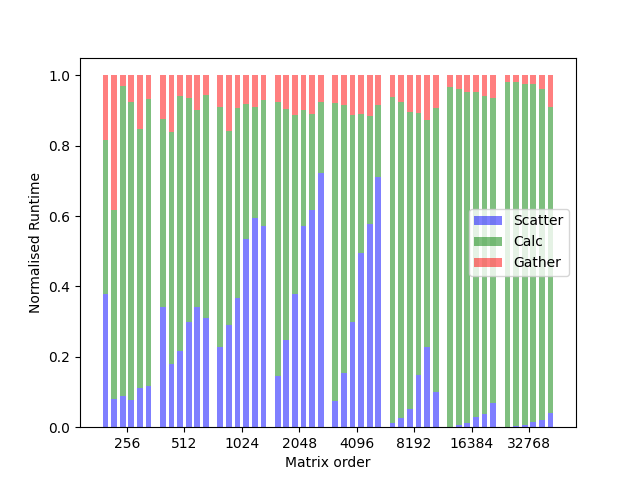 1.0
0.8
0.6
0.4
0.2
0.0
Normalised Runtime
Scatter
Calc
Gather
256 512 1024 2048 4096 8192 16384 32768
Matrix order